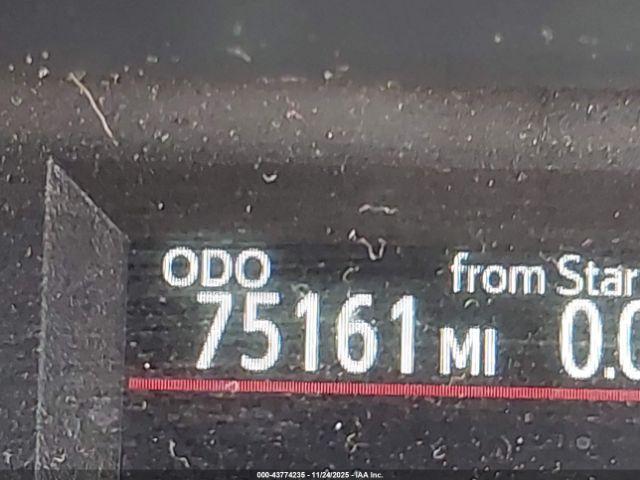 ODO from Star
75161 MI 0.0
000-43774235 - 11/24/2025 - IAA Inc.